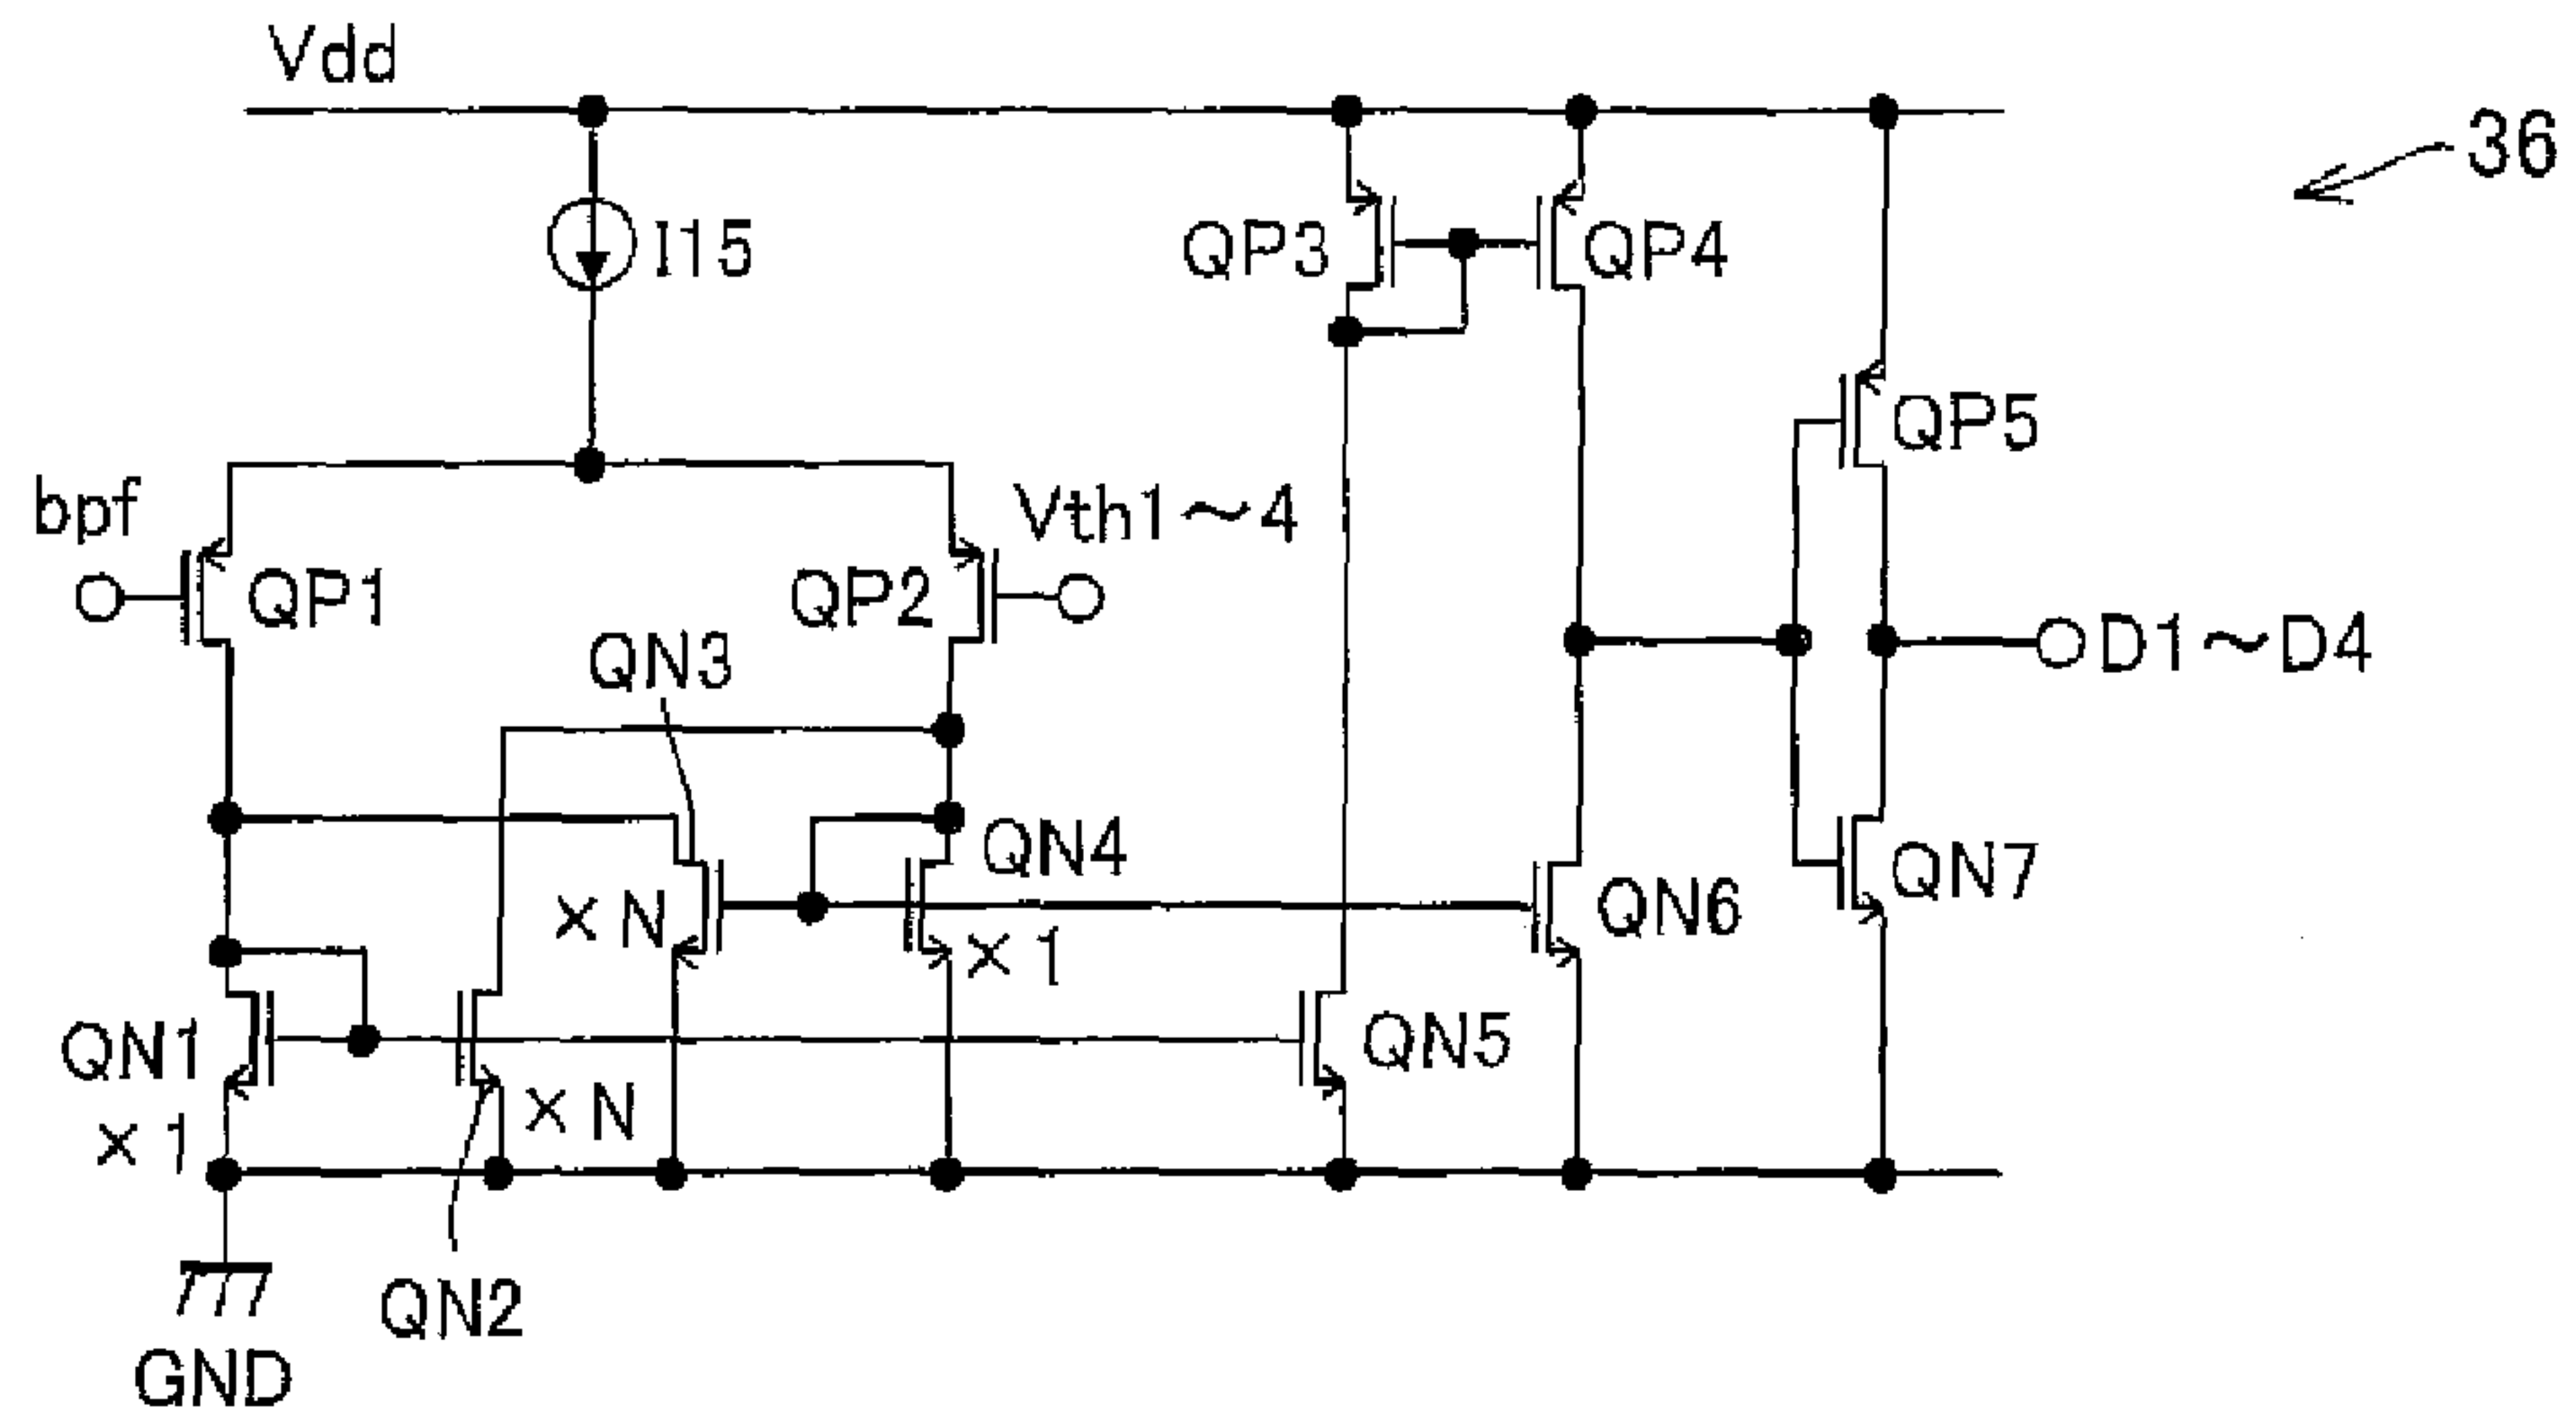 Vdd
36
I15
QP3
QP4
QP5
bpf
Vth1～4
QP1
QP2
QN3
D1～D4
QN4
QN7
×N
×1
QN6
QN1
QN5
×N
×1
QN2
GND